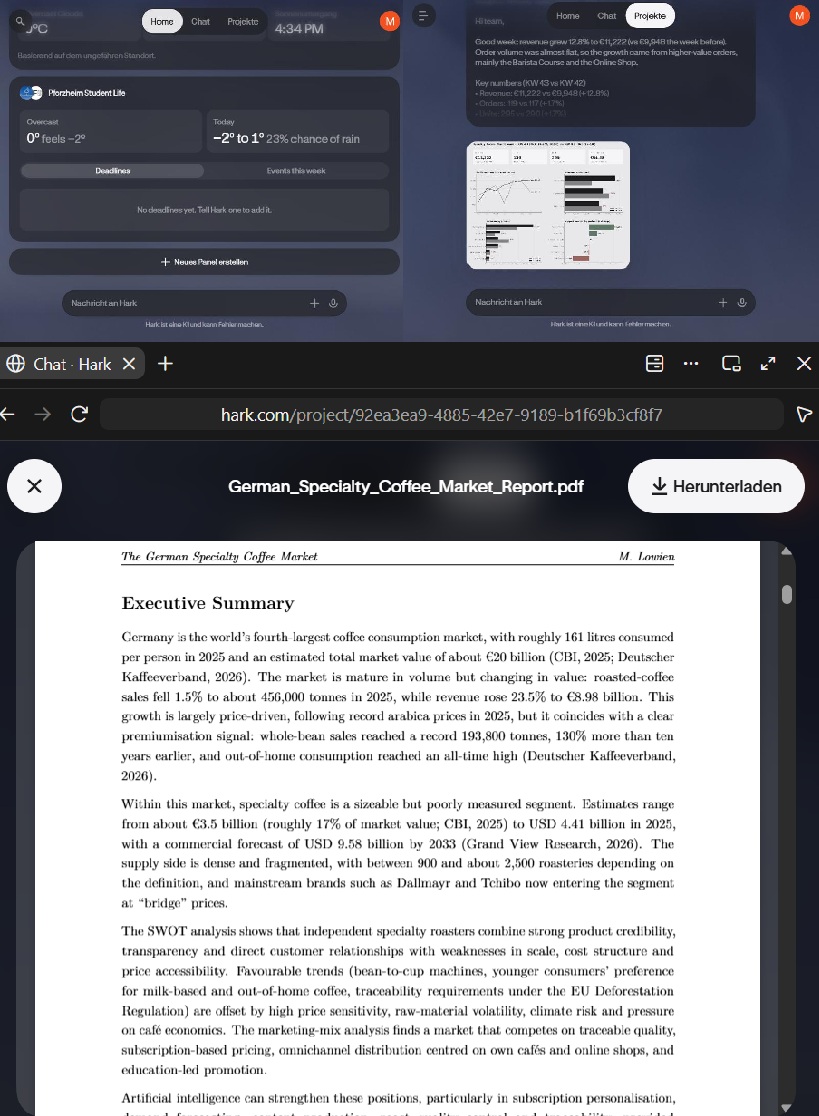 Home
Chat
Projekte
M
4:34 PM
Basierend auf dem ungefähren Standort.
Pforzheim Student Life
Overcast
0° feels −2°
Today
−2° to 1° 23% chance of rain
Deadlines
Events this week
No deadlines yet. Tell Hark one to add it.
+ Neues Panel erstellen
Nachricht an Hark
Hark ist eine KI und kann Fehler machen.
Home
Chat
Projekte
M
Hi team,
Good week: revenue grew 12.8% to €11,222 (vs €9,948 the week before).
Order volume was almost flat, so the growth came from higher-value orders,
mainly the Barista Course and the Online Shop.
Key numbers (KW 43 vs KW 42)
• Revenue: €11,222 vs €9,948 (+12.8%)
• Orders: 119 vs 117 (+1.7%)
Nachricht an Hark
Hark ist eine KI und kann Fehler machen.
Chat - Hark
hark.com/project/92ea3ea9-4885-42e7-9189-b1f69b3cf8f7
German_Specialty_Coffee_Market_Report.pdf
Herunterladen
The German Specialty Coffee Market
M. Lowien
Executive Summary
Germany is the world's fourth-largest coffee consumption market, with roughly 161 litres consumed
per person in 2025 and an estimated total market value of about €20 billion (CBI, 2025; Deutscher
Kaffeeverband, 2026). The market is mature in volume but changing in value: roasted-coffee
sales fell 1.5% to about 456,000 tonnes in 2025, while revenue rose 23.5% to €8.98 billion. This
growth is largely price-driven, following record arabica prices in 2025, but it coincides with a clear
premiumisation signal: whole-bean sales reached a record 193,800 tonnes, 130% more than ten
years earlier, and out-of-home consumption reached an all-time high (Deutscher Kaffeeverband,
2026).
Within this market, specialty coffee is a sizeable but poorly measured segment. Estimates range
from about €3.5 billion (roughly 17% of market value; CBI, 2025) to USD 4.41 billion in 2025,
with a commercial forecast of USD 9.58 billion by 2033 (Grand View Research, 2026). The
supply side is dense and fragmented, with between 900 and about 2,500 roasteries depending on
the definition, and mainstream brands such as Dallmayr and Tchibo now entering the segment
at "bridge" prices.
The SWOT analysis shows that independent specialty roasters combine strong product credibility,
transparency and direct customer relationships with weaknesses in scale, cost structure and
price accessibility. Favourable trends (bean-to-cup machines, younger consumers' preference
for milk-based and out-of-home coffee, traceability requirements under the EU Deforestation
Regulation) are offset by high price sensitivity, raw-material volatility, climate risk and pressure
on café economics. The marketing-mix analysis finds a market that competes on traceable quality,
subscription-based pricing, omnichannel distribution centred on own cafés and online shops, and
education-led promotion.
Artificial intelligence can strengthen these positions, particularly in subscription personalisation,